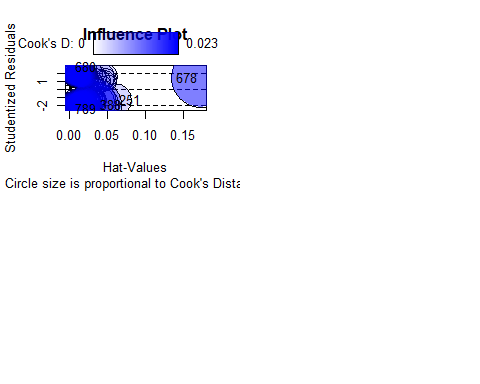 Influence Plot
Cook's D: 0 0.023
Studentized Residuals
1
-2
678
251
0.00 0.05 0.10 0.15
Hat-Values
Circle size is proportional to Cook's Dista